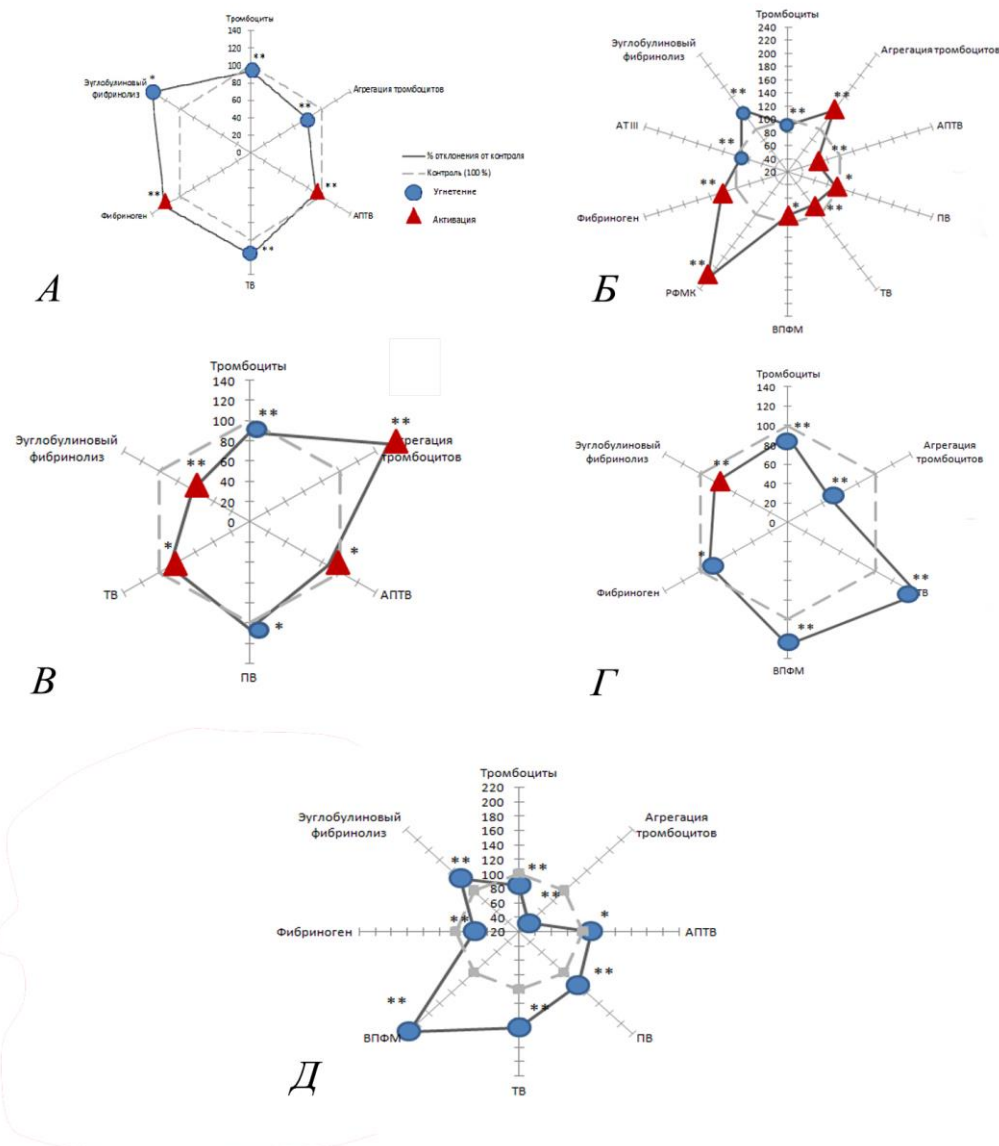 Тромбоциты
140
120
100
80
60
40
20
0
Агрегация тромбоцитов
АПТВ
ТВ
Фибриноген
Эуглобулиновый
фибринолиз
**
**
**
**
**
*
% отклонения от контроля
Контроль (100 %)
Угнетение
Активация
А
Тромбоциты
240
220
200
180
160
140
120
100
80
60
40
20
Агрегация тромбоцитов
АПТВ
ПВ
ТВ
ВПФМ
РФМК
Фибриноген
АТIII
Эуглобулиновый
фибринолиз
**
**
**
*
**
*
**
**
**
**
Б
Тромбоциты
140
120
100
80
60
40
20
0
Агрегация
тромбоцитов
АПТВ
ПВ
ТВ
Эуглобулиновый
фибринолиз
**
**
*
*
*
**
В
Тромбоциты
140
120
100
80
60
40
20
0
Агрегация
тромбоцитов
ТВ
ВПФМ
Фибриноген
Эуглобулиновый
фибринолиз
**
**
**
**
*
**
Г
Тромбоциты
220
200
180
160
140
120
100
80
60
40
20
Агрегация
тромбоцитов
АПТВ
ПВ
ТВ
ВПФМ
Фибриноген
Эуглобулиновый
фибринолиз
**
**
*
**
**
**
**
**
Д